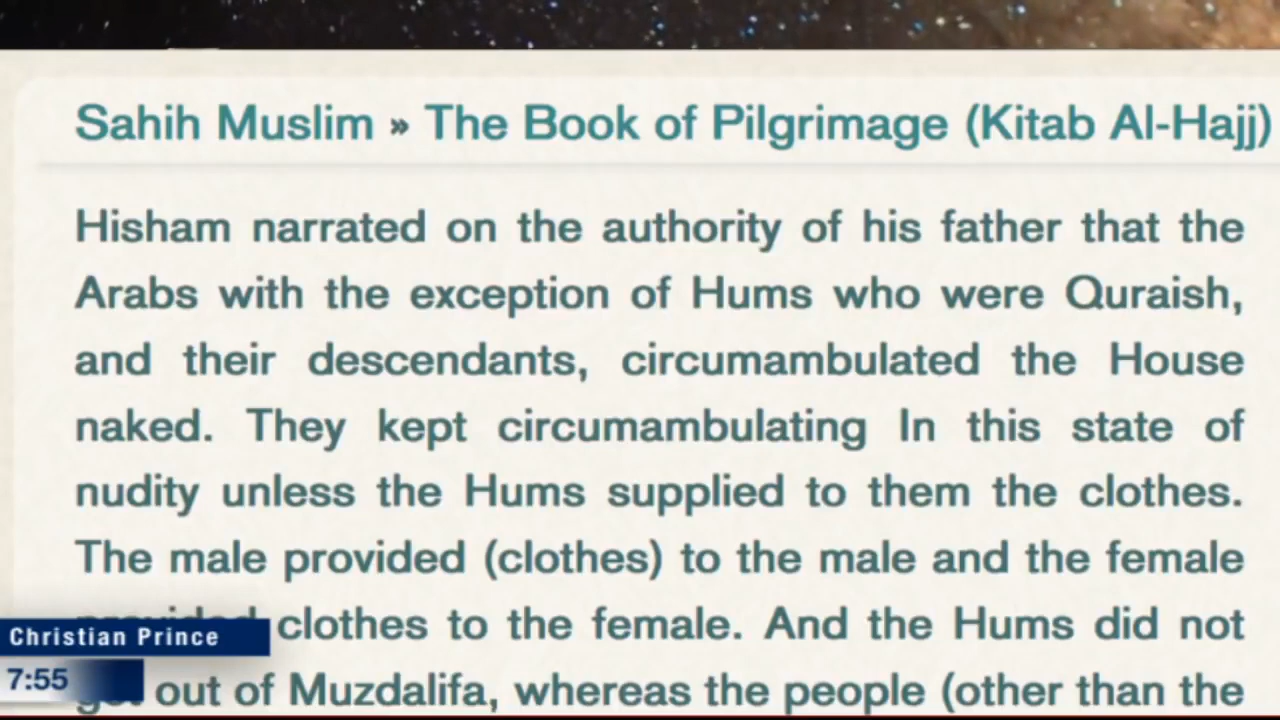 Sahih Muslim » The Book of Pilgrimage (Kitab Al-Hajj)
Hisham narrated on the authority of his father that the
Arabs with the exception of Hums who were Quraish,
and their descendants, circumambulated the House
naked. They kept circumambulating In this state of
nudity unless the Hums supplied to them the clothes.
The male provided (clothes) to the male and the female
provided clothes to the female. And the Hums did not
Christian Prince
out of Muzdalifa, whereas the people (other than the
7:55